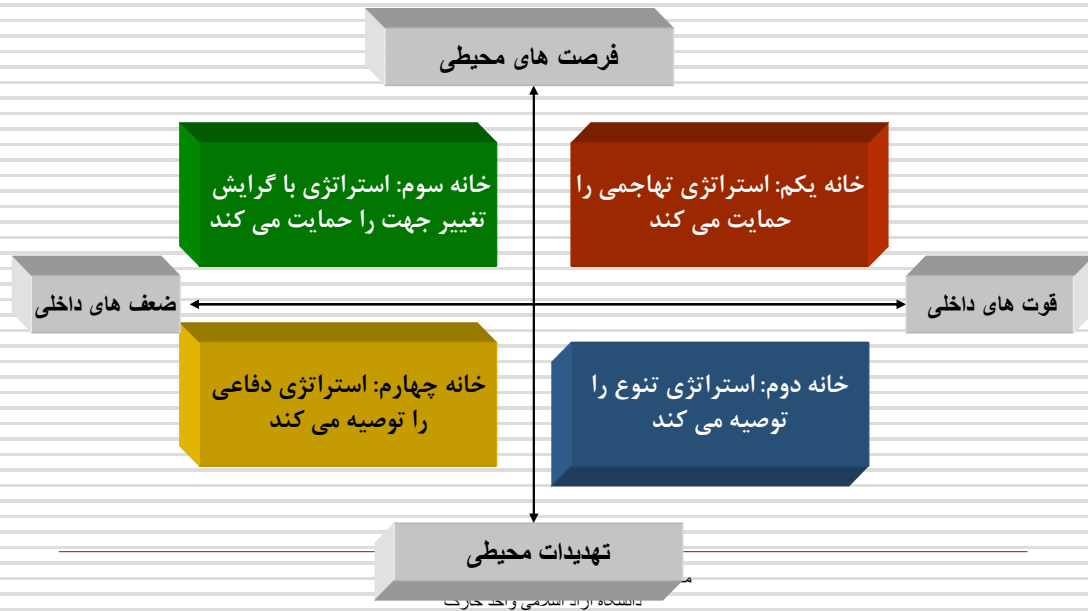 فرصت های محیطی
خانه یکم: استراتژی تهاجمی را
حمایت می کند
خانه سوم: استراتژی با گرایش
تغییر جهت را حمایت می کند
قوت های داخلی
ضعف های داخلی
خانه دوم: استراتژی تنوع را
توصیه می کند
خانه چهارم: استراتژی دفاعی
را توصیه می کند
تهدیدات محیطی
اسلامی واحد